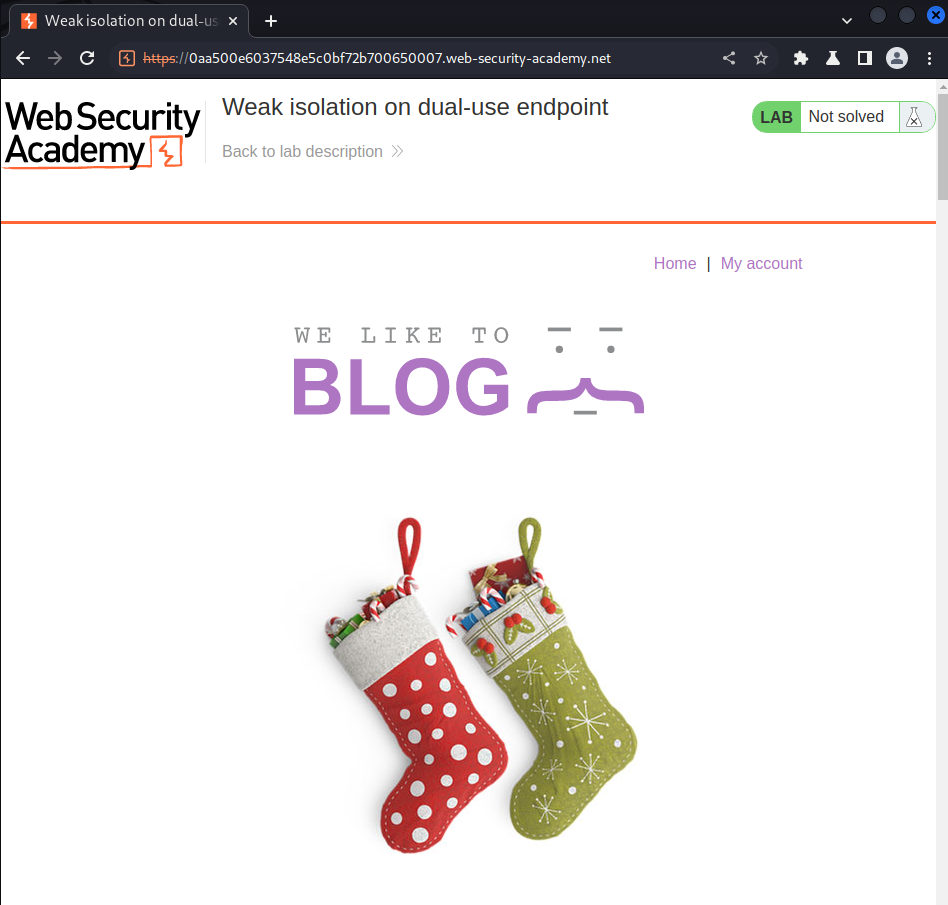 Weak isolation on dual-us
https://0aa500e6037548e5c0bf72b700650007.web-security-academy.net
Web Security
Academy
Weak isolation on dual-use endpoint
Back to lab description
LAB Not solved
Home | My account
WE LIKE TO
BLOG